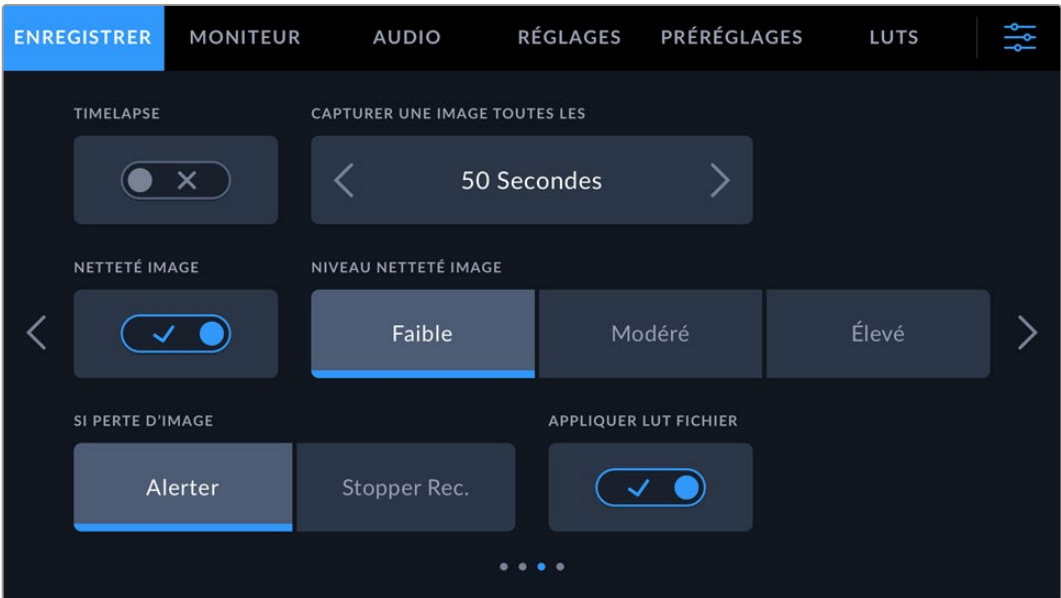 ENREGISTRER MONITEUR AUDIO RÉGLAGES PRÉRÉGLAGES LUTS
TIMELAPSE CAPTURER UNE IMAGE TOUTES LES
50 Secondes
NETTETÉ IMAGE NIVEAU NETTETÉ IMAGE
Faible Modéré Élevé
SI PERTE D'IMAGE APPLIQUER LUT FICHIER
Alerter Stopper Rec.